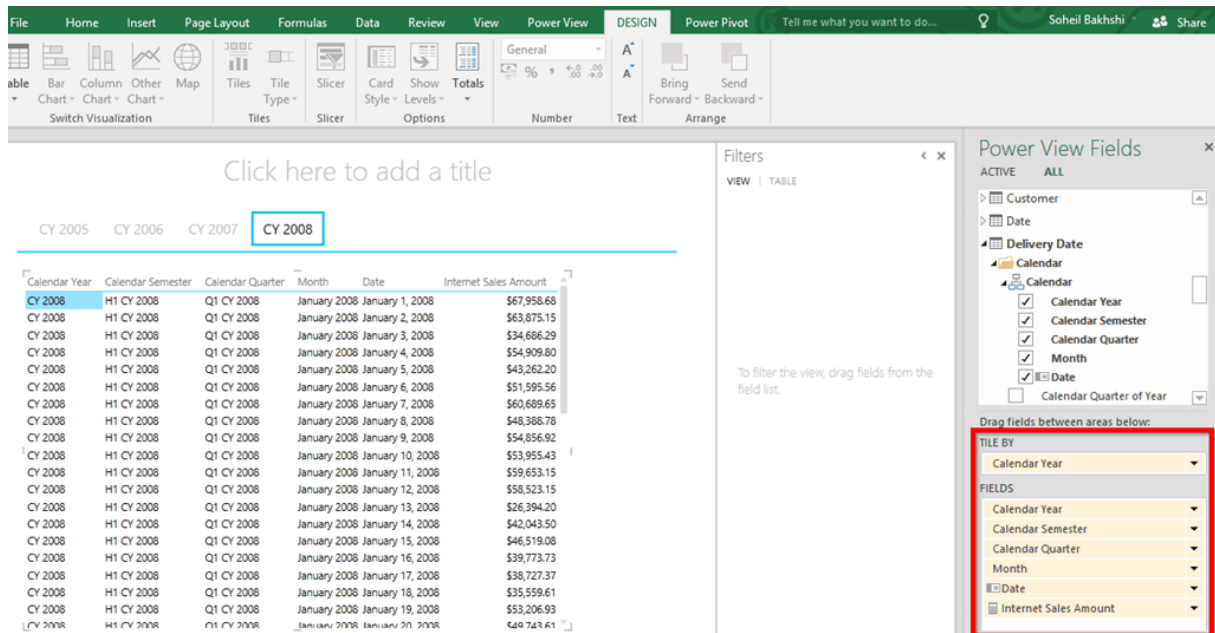 File Home Insert Page Layout Formulas Data Review View Power View DESIGN Power Pivot Tell me what you want to do... Soheil Bakhshi Share
able Bar Chart Column Chart Other Chart Map Tiles Tile Type Slicer Card Style Show Levels Totals General % , .00 .00 A A Bring Forward Send Backward
Switch Visualization Tiles Slicer Options Number Text Arrange
Click here to add a title
CY 2005 CY 2006 CY 2007 CY 2008
Calendar Year Calendar Semester Calendar Quarter Month Date Internet Sales Amount
CY 2008 H1 CY 2008 Q1 CY 2008 January 2008 January 1, 2008 $67,958.68
CY 2008 H1 CY 2008 Q1 CY 2008 January 2008 January 2, 2008 $63,875.15
CY 2008 H1 CY 2008 Q1 CY 2008 January 2008 January 3, 2008 $34,686.29
CY 2008 H1 CY 2008 Q1 CY 2008 January 2008 January 4, 2008 $54,909.80
CY 2008 H1 CY 2008 Q1 CY 2008 January 2008 January 5, 2008 $43,262.20
CY 2008 H1 CY 2008 Q1 CY 2008 January 2008 January 6, 2008 $51,595.56
CY 2008 H1 CY 2008 Q1 CY 2008 January 2008 January 7, 2008 $60,689.65
CY 2008 H1 CY 2008 Q1 CY 2008 January 2008 January 8, 2008 $48,388.78
CY 2008 H1 CY 2008 Q1 CY 2008 January 2008 January 9, 2008 $54,856.92
CY 2008 H1 CY 2008 Q1 CY 2008 January 2008 January 10, 2008 $53,955.43
CY 2008 H1 CY 2008 Q1 CY 2008 January 2008 January 11, 2008 $59,653.15
CY 2008 H1 CY 2008 Q1 CY 2008 January 2008 January 12, 2008 $58,523.15
CY 2008 H1 CY 2008 Q1 CY 2008 January 2008 January 13, 2008 $26,394.20
CY 2008 H1 CY 2008 Q1 CY 2008 January 2008 January 14, 2008 $42,043.50
CY 2008 H1 CY 2008 Q1 CY 2008 January 2008 January 15, 2008 $46,519.08
CY 2008 H1 CY 2008 Q1 CY 2008 January 2008 January 16, 2008 $39,773.73
CY 2008 H1 CY 2008 Q1 CY 2008 January 2008 January 17, 2008 $38,727.37
CY 2008 H1 CY 2008 Q1 CY 2008 January 2008 January 18, 2008 $35,559.61
CY 2008 H1 CY 2008 Q1 CY 2008 January 2008 January 19, 2008 $53,206.93
CY 2008 H1 CY 2008 Q1 CY 2008 January 2008 January 20, 2008 $49,743.61
Filters
VIEW | TABLE
To filter the view, drag fields from the
field list.
Power View Fields
ACTIVE ALL
Customer
Date
Delivery Date
Calendar
Calendar
Calendar Year
Calendar Semester
Calendar Quarter
Month
Date
Calendar Quarter of Year
Drag fields between areas below:
TILE BY
Calendar Year
FIELDS
Calendar Year
Calendar Semester
Calendar Quarter
Month
Date
Internet Sales Amount